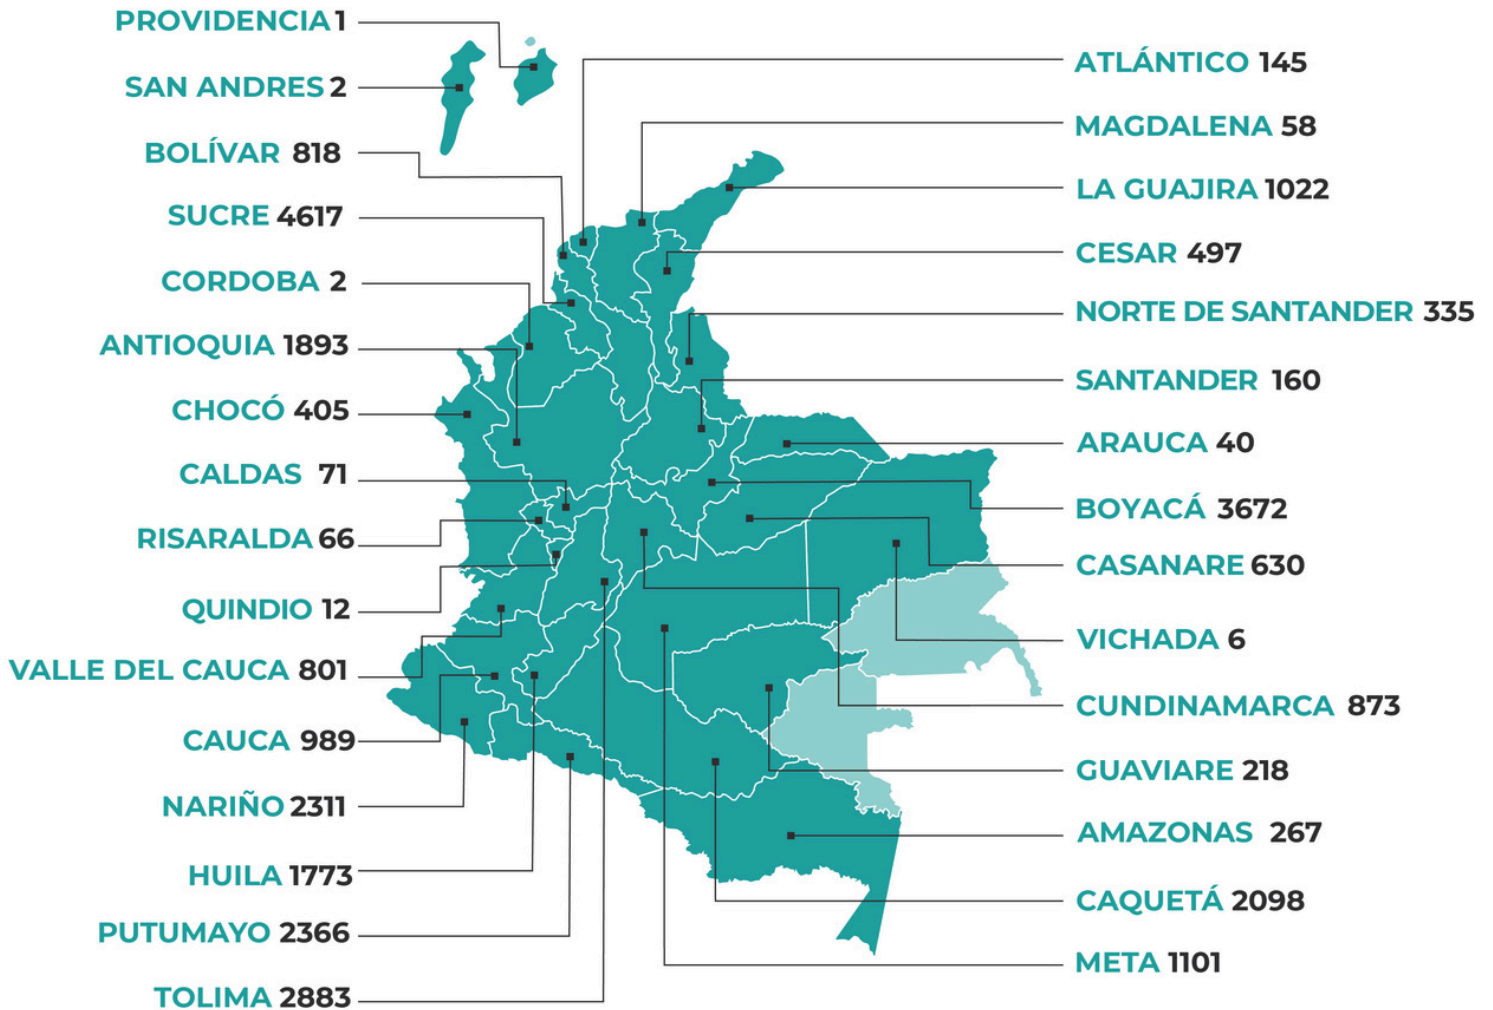 PROVIDENCIA 1
SAN ANDRES 2
BOLÍVAR 818
SUCRE 4617
CORDOBA 2
ANTIOQUIA 1893
CHOCÓ 405
CALDAS 71
RISARALDA 66
QUINDIO 12
VALLE DEL CAUCA 801
CAUCA 989
NARIÑO 2311
HUILA 1773
PUTUMAYO 2366
TOLIMA 2883
ATLÁNTICO 145
MAGDALENA 58
LA GUAJIRA 1022
CESAR 497
NORTE DE SANTANDER 335
SANTANDER 160
ARAUCA 40
BOYACÁ 3672
CASANARE 630
VICHADA 6
CUNDINAMARCA 873
GUAVIARE 218
AMAZONAS 267
CAQUETÁ 2098
META 1101